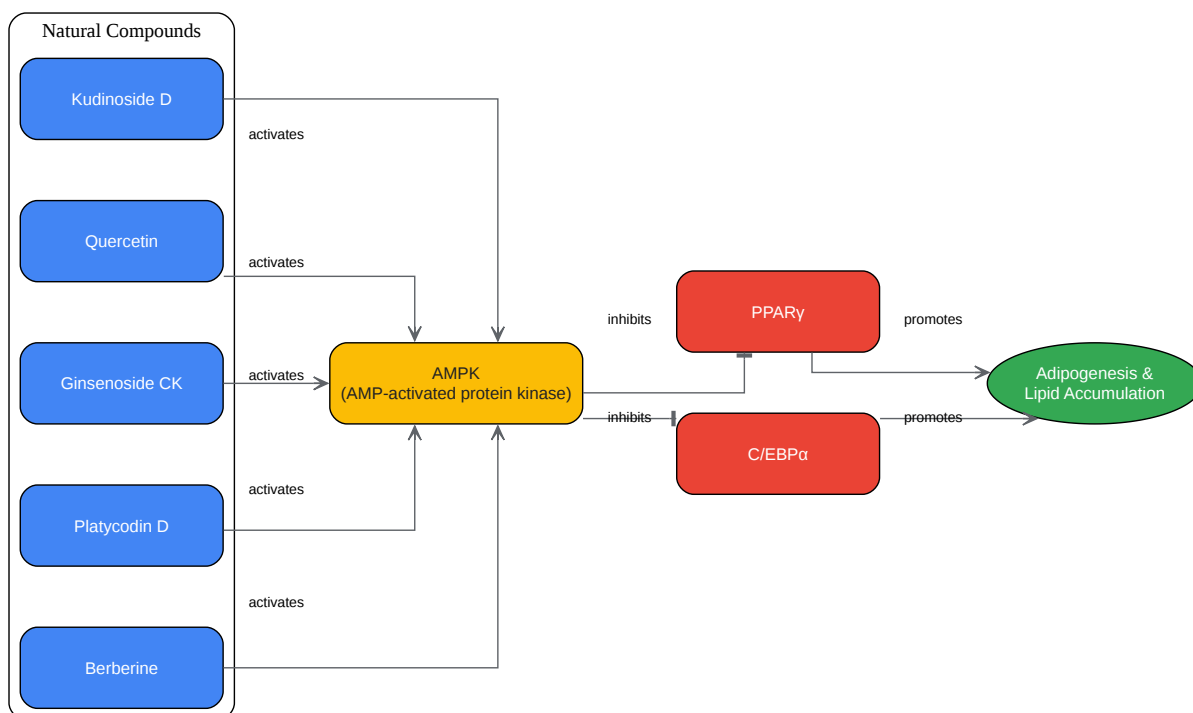 Natural Compounds
Kudinoside D
activates
Quercetin
activates
Ginsenoside CK
activates
Platycodin D
activates
Berberine
activates
AMPK
(AMP-activated protein kinase)
inhibits
inhibits
PPARγ
C/EBPα
promotes
promotes
Adipogenesis &
Lipid Accumulation